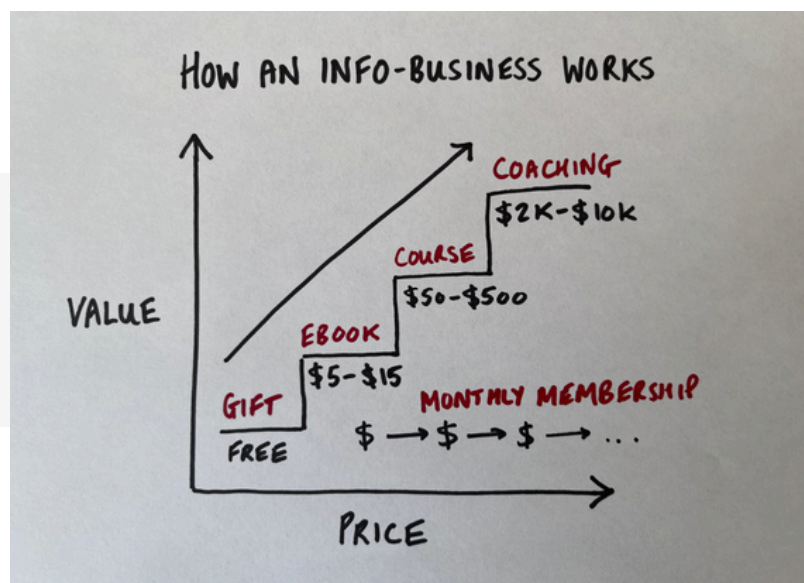 HOW AN INFO-BUSINESS WORKS
COACHING
$2K-$10K
COURSE
$50-$500
VALUE
EBOOK
$5-$15
GIFT
FREE
MONTHLY MEMBERSHIP
$ → $ → $ → ...
PRICE